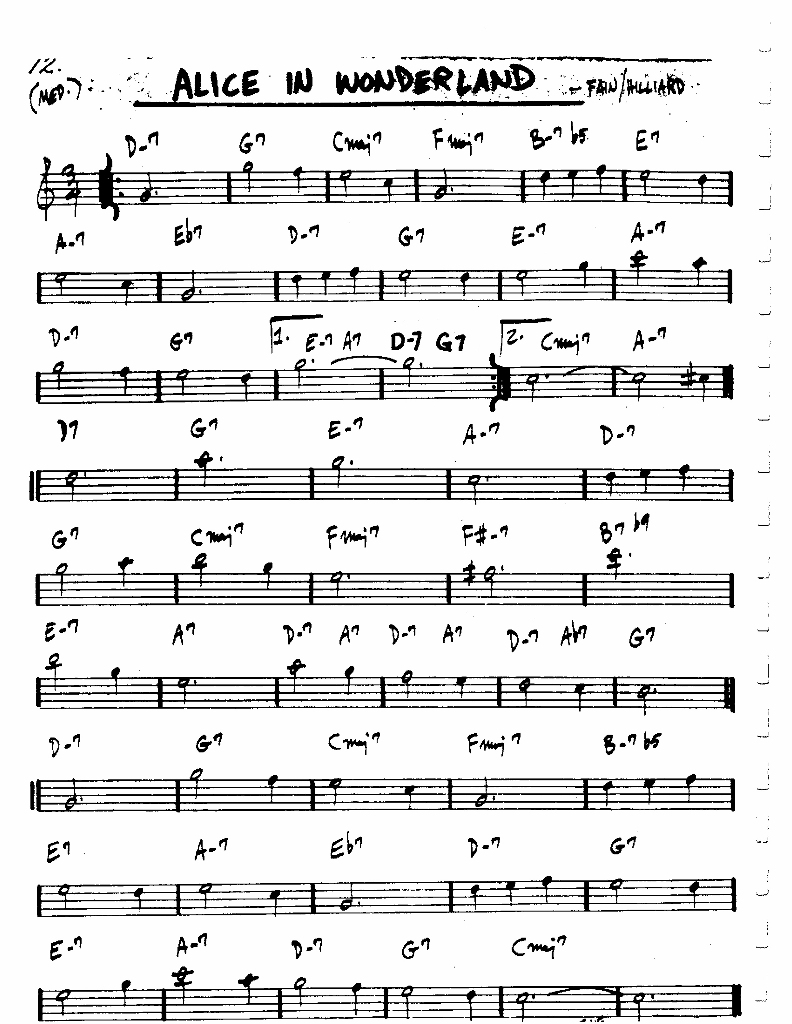 12.
(MED.) ALICE IN WONDERLAND - FAIN/HILLIARD
D-7 G7 Cmaj7 Fmaj7 B-7b5 E7
3
4
A-7 Eb7 D-7 G7 E-7 A-7
D-7 G7 1. E-7 A7 D-7 G7 2. Cmaj7 A-7
D7 G7 E-7 A-7 D-7
G7 Cmaj7 Fmaj7 F#-7 B7b9
E-7 A7 D-7 A7 D-7 A7 D-7 Ab7 G7
D-7 G7 Cmaj7 Fmaj7 B-7b5
E7 A-7 Eb7 D-7 G7
E-7 A-7 D-7 G7 Cmaj7